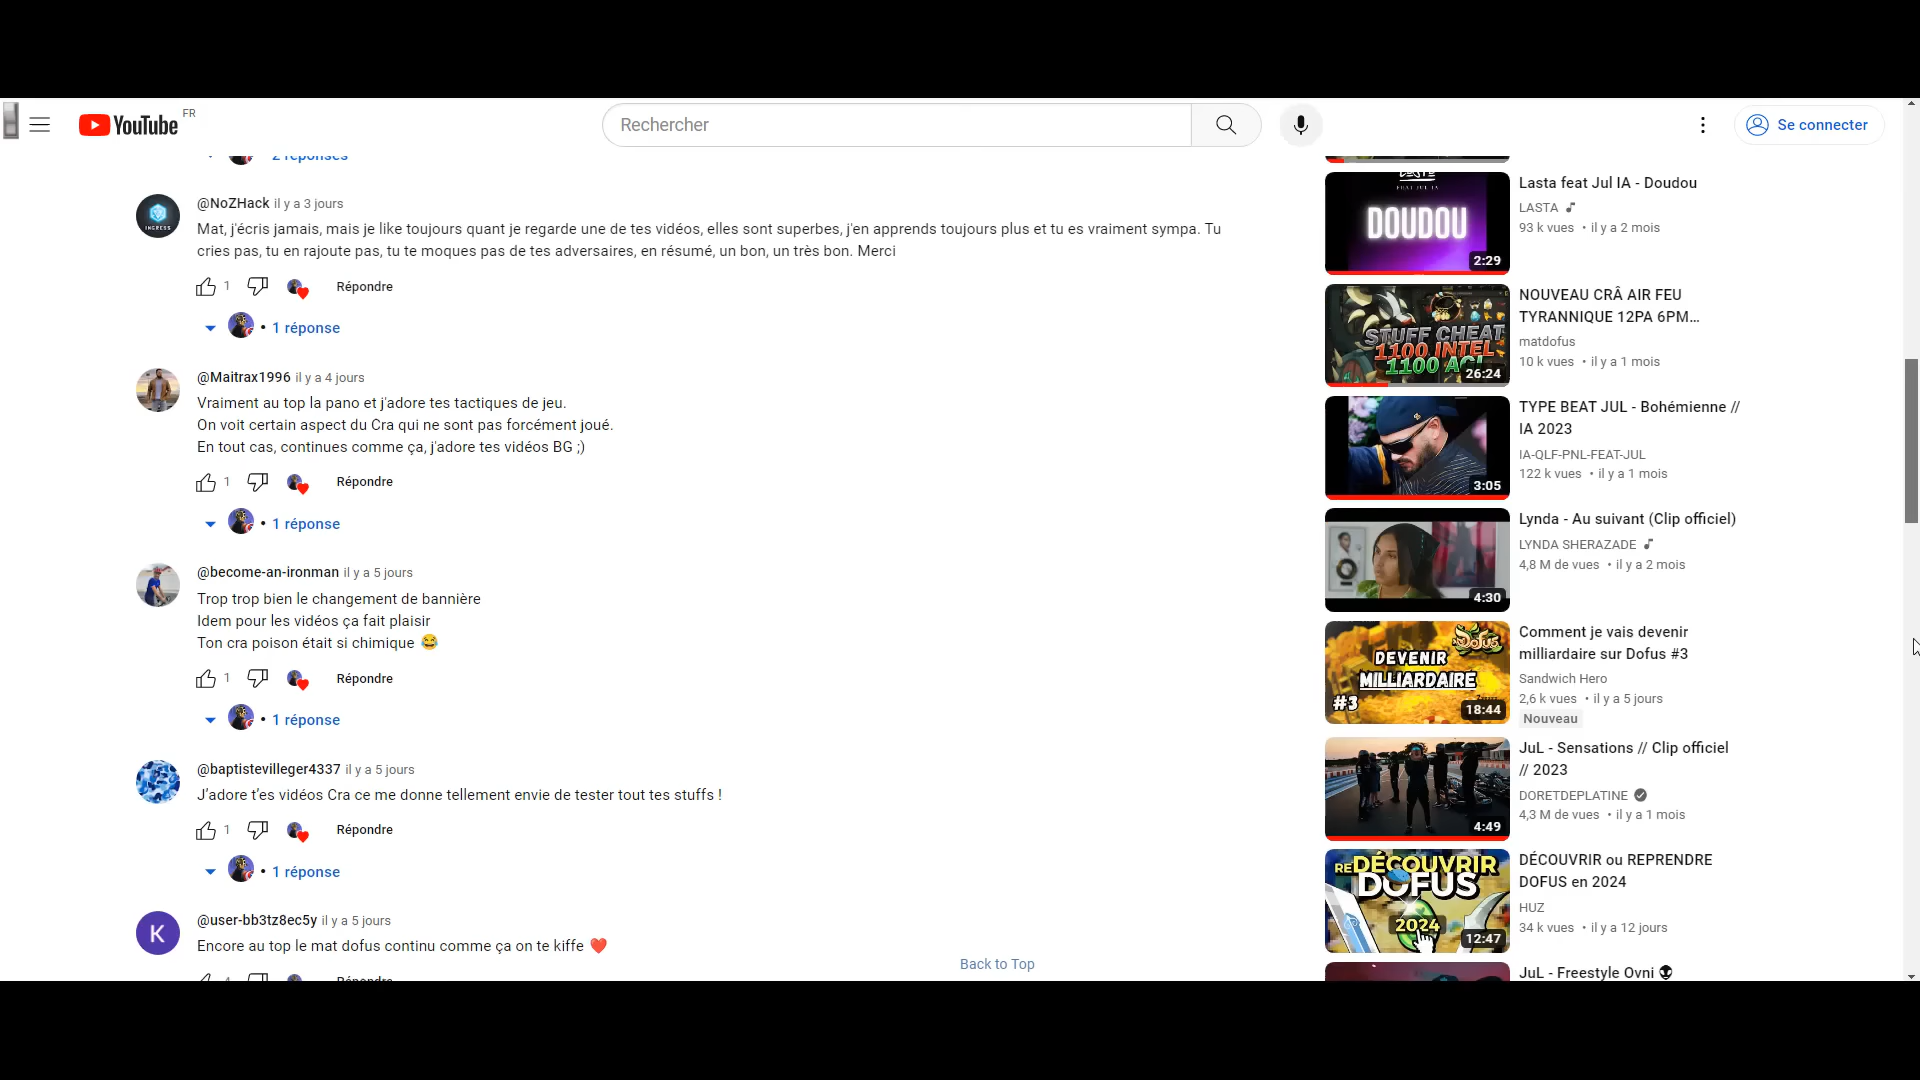 YouTube FR
Rechercher
Se connecter
2 réponses
@NoZHack il y a 3 jours
Mat, j'écris jamais, mais je like toujours quant je regarde une de tes vidéos, elles sont superbes, j'en apprends toujours plus et tu es vraiment sympa. Tu
cries pas, tu en rajoute pas, tu te moques pas de tes adversaires, en résumé, un bon, un très bon. Merci
1 Répondre
• 1 réponse
@Maitrax1996 il y a 4 jours
Vraiment au top la pano et j'adore tes tactiques de jeu.
On voit certain aspect du Cra qui ne sont pas forcément joué.
En tout cas, continues comme ça, j'adore tes vidéos BG ;)
1 Répondre
• 1 réponse
@become-an-ironman il y a 5 jours
Trop trop bien le changement de bannière
Idem pour les vidéos ça fait plaisir
Ton cra poison était si chimique 😂
1 Répondre
• 1 réponse
@baptistevilleger4337 il y a 5 jours
J'adore t'es vidéos Cra ce me donne tellement envie de tester tout tes stuffs !
1 Répondre
• 1 réponse
K
@user-bb3tz8ec5y il y a 5 jours
Encore au top le mat dofus continu comme ça on te kiffe ❤️
Répondre
Back to Top
FEAT JUL IA
DOUDOU
2:29
Lasta feat Jul IA - Doudou
LASTA
93 k vues • il y a 2 mois
STUFF CHEAT
1100 INTEL
1100 AGI
26:24
NOUVEAU CRÂ AIR FEU
TYRANNIQUE 12PA 6PM...
matdofus
10 k vues • il y a 1 mois
3:05
TYPE BEAT JUL - Bohémienne //
IA 2023
IA-QLF-PNL-FEAT-JUL
122 k vues • il y a 1 mois
4:30
Lynda - Au suivant (Clip officiel)
LYNDA SHERAZADE
4,8 M de vues • il y a 2 mois
DOFUS
DEVENIR
MILLIARDAIRE
#3
18:44
Comment je vais devenir
milliardaire sur Dofus #3
Sandwich Hero
2,6 k vues • il y a 5 jours
Nouveau
4:49
JuL - Sensations // Clip officiel
// 2023
DORETDEPLATINE
4,3 M de vues • il y a 1 mois
REDÉCOUVRIR
DOFUS
2024
12:47
DÉCOUVRIR ou REPRENDRE
DOFUS en 2024
HUZ
34 k vues • il y a 12 jours
JuL - Freestyle Ovni 👽